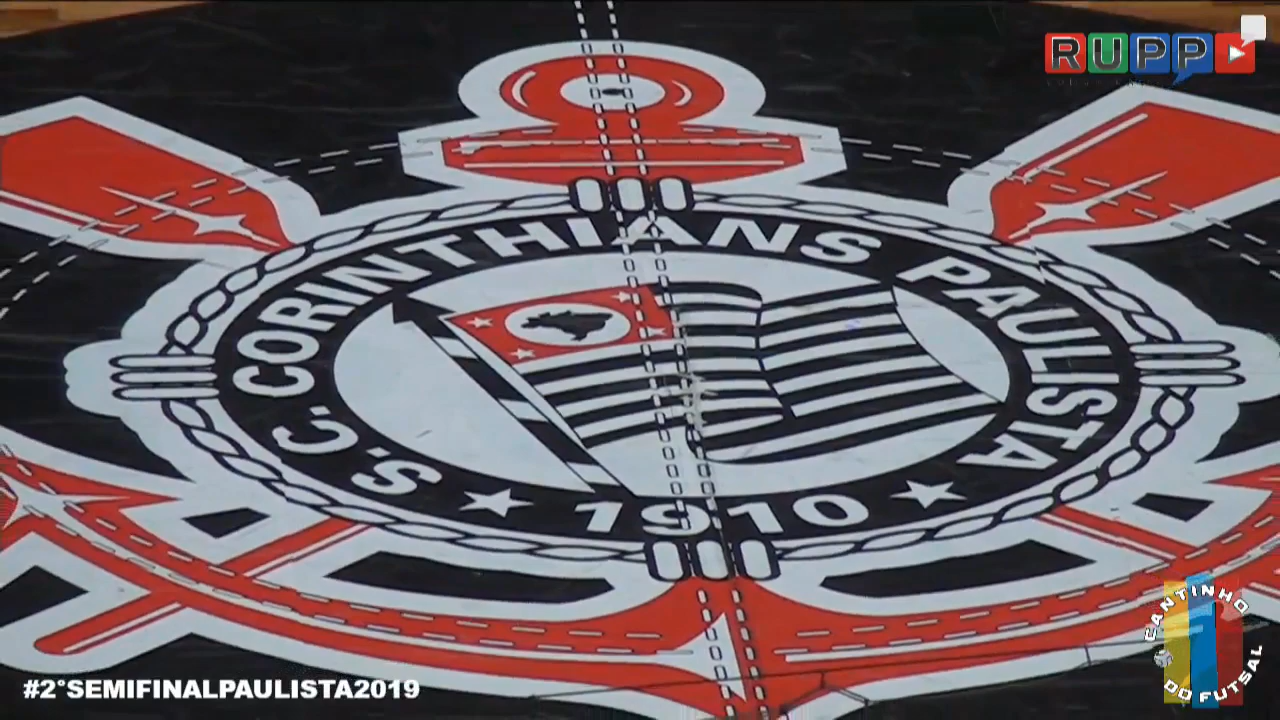 RUPP
S.C. CORINTHIANS PAULISTA
1910
CANTINHO
DO FUTSAL
#2°SEMIFINALPAULISTA2019